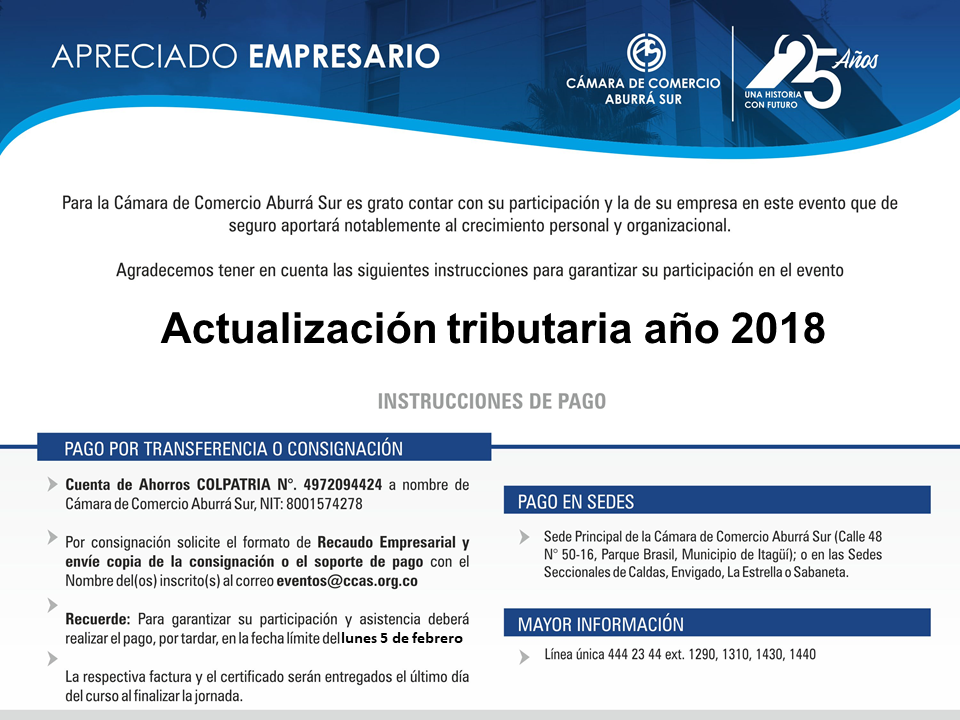 APRECIADO EMPRESARIO
CÁMARA DE COMERCIO
ABURRÁ SUR
25 Años
UNA HISTORIA
CON FUTURO
Para la Cámara de Comercio Aburrá Sur es grato contar con su participación y la de su empresa en este evento que de
seguro aportará notablemente al crecimiento personal y organizacional.
Agradecemos tener en cuenta las siguientes instrucciones para garantizar su participación en el evento
Actualización tributaria año 2018
INSTRUCCIONES DE PAGO
PAGO POR TRANSFERENCIA O CONSIGNACIÓN
Cuenta de Ahorros COLPATRIA N°. 4972094424 a nombre de
Cámara de Comercio Aburrá Sur, NIT: 8001574278
Por consignación solicite el formato de Recaudo Empresarial y
envíe copia de la consignación o el soporte de pago con el
Nombre del(os) inscrito(s) al correo eventos@ccas.org.co
Recuerde: Para garantizar su participación y asistencia deberá
realizar el pago, por tardar, en la fecha límite del lunes 5 de febrero
La respectiva factura y el certificado serán entregados el último día
del curso al finalizar la jornada.
PAGO EN SEDES
Sede Principal de la Cámara de Comercio Aburrá Sur (Calle 48
N° 50-16, Parque Brasil, Municipio de Itagüí); o en las Sedes
Seccionales de Caldas, Envigado, La Estrella o Sabaneta.
MAYOR INFORMACIÓN
Línea única 444 23 44 ext. 1290, 1310, 1430, 1440